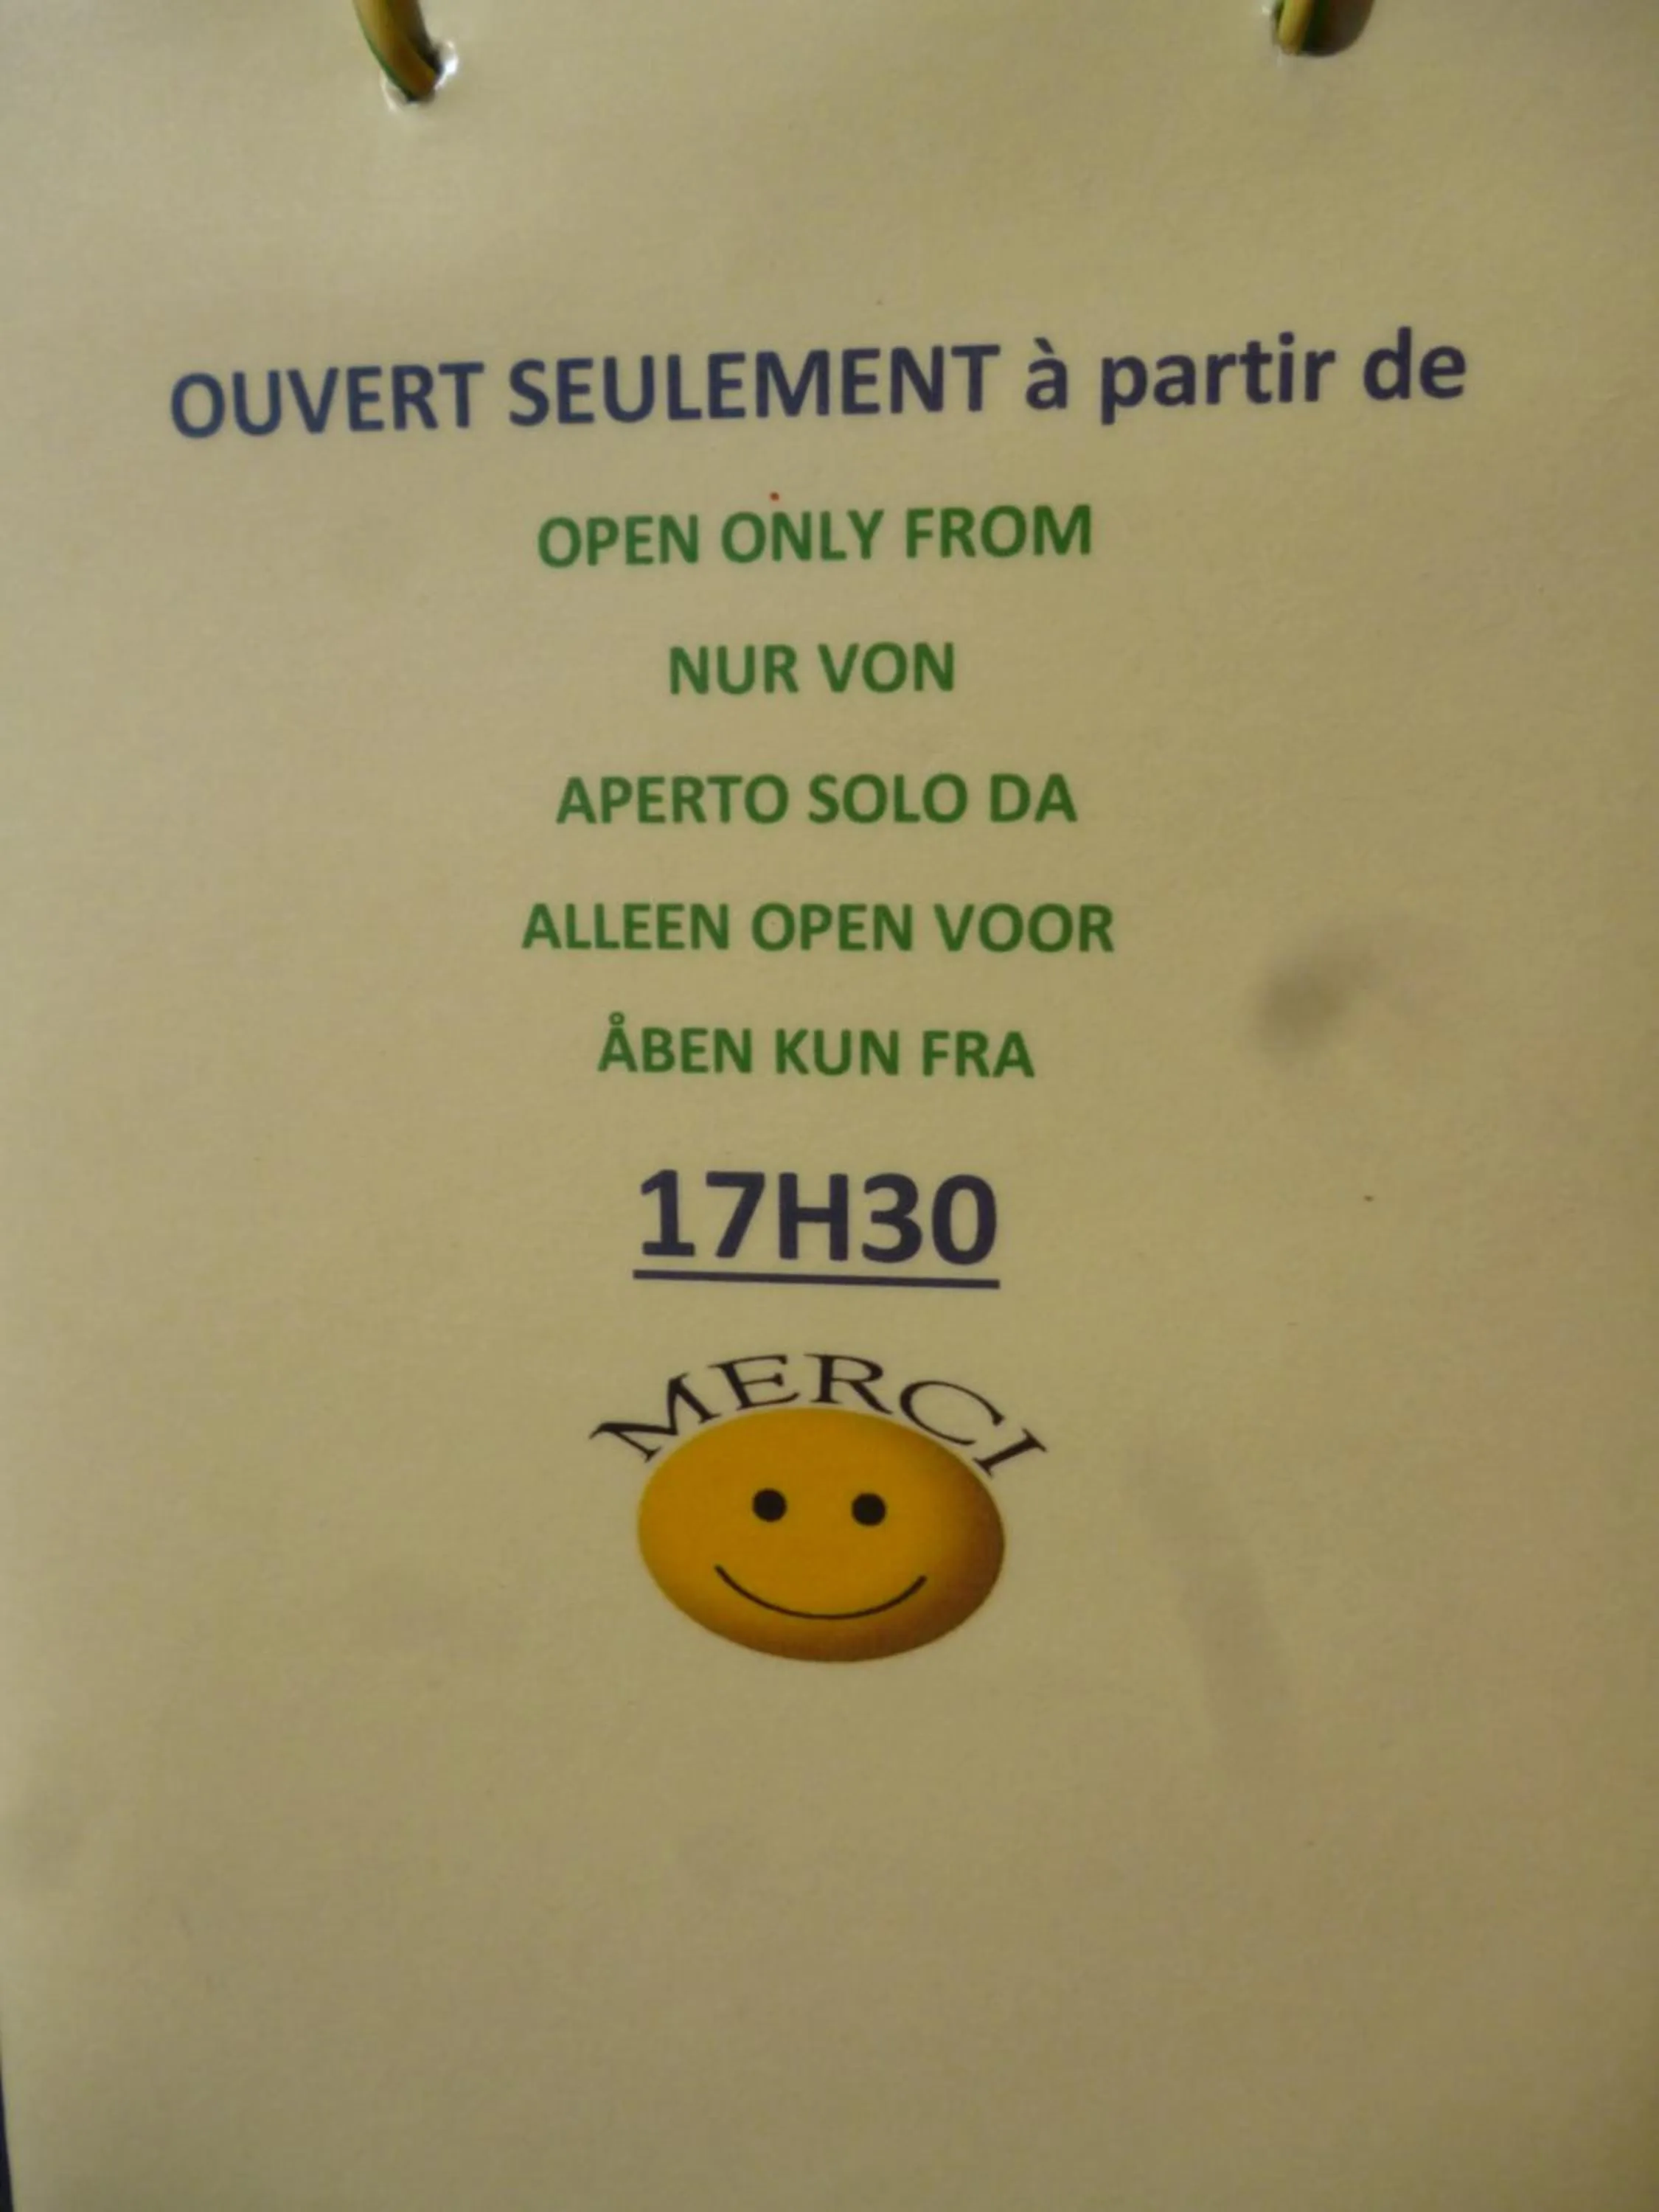 OUVERT SEULEMENT à partir de
OPEN ONLY FROM
NUR VON
APERTO SOLO DA
ALLEEN OPEN VOOR
ÅBEN KUN FRA
17H30
MERCI